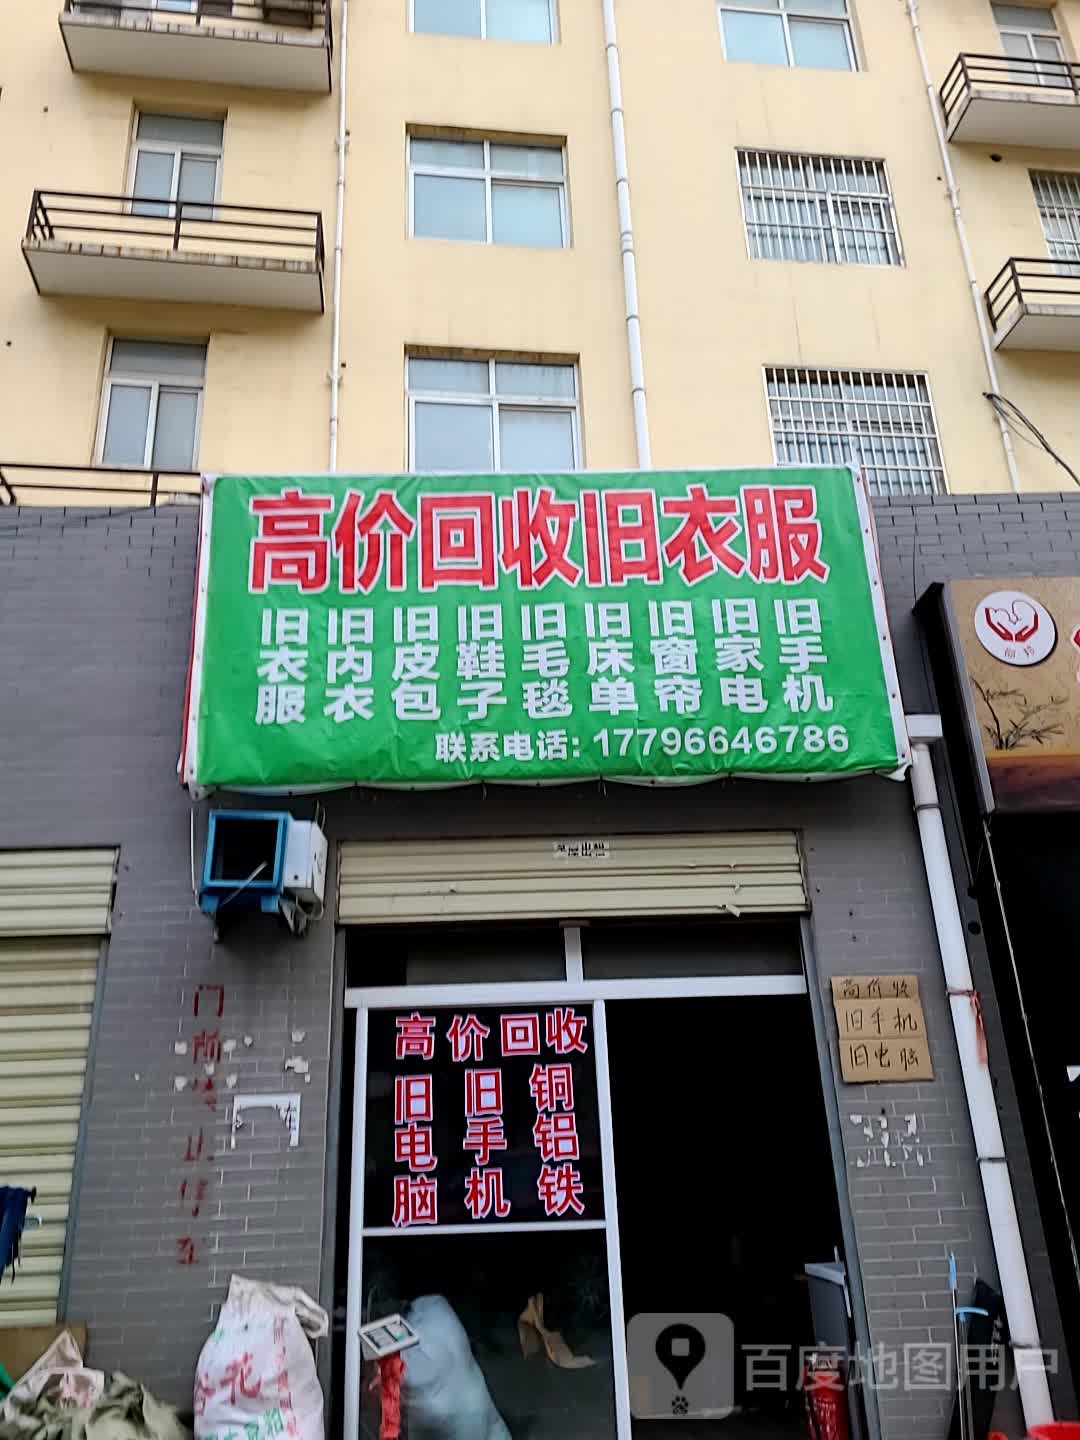 高价回收旧衣服
旧衣服 旧内衣 旧皮包 旧鞋子 旧毛毯 旧床单 旧窗帘 旧家电 旧手机
联系电话：17796646786
高价回收
旧电脑 旧手机 铜铝铁
高价收
旧手机
旧电脑
车
花
百度地图用户